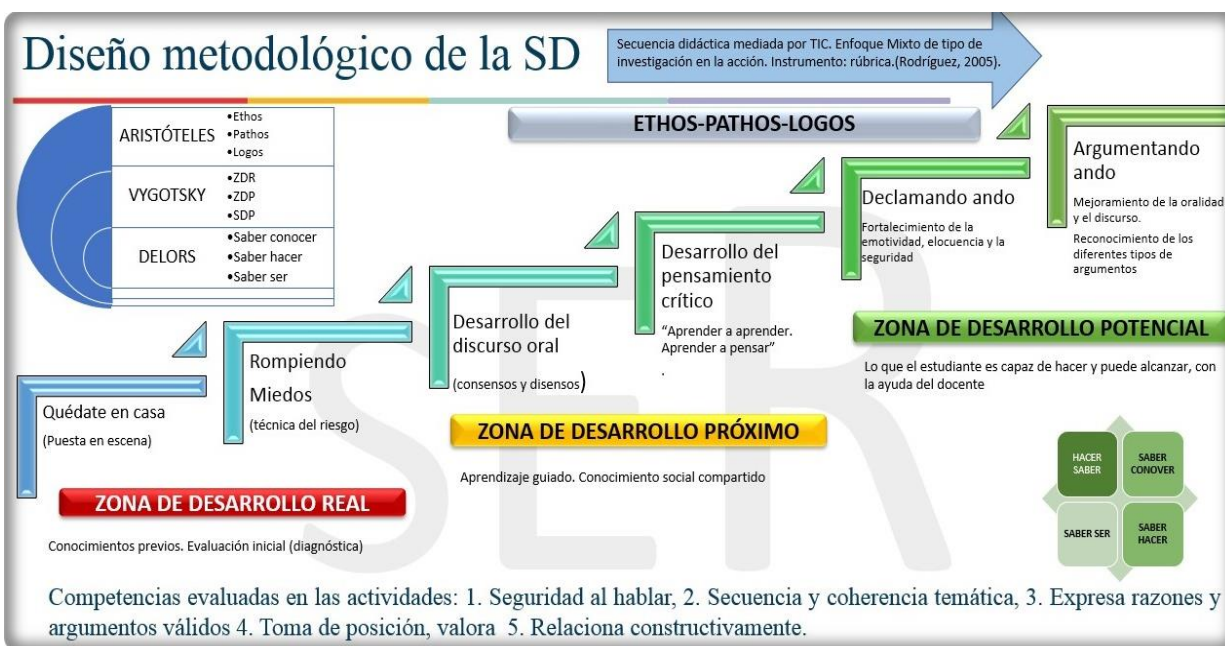 Diseño metodológico de la SD
Secuencia didáctica mediada por TIC. Enfoque Mixto de tipo de
investigación en la acción. Instrumento: rúbrica.(Rodríguez, 2005).
ARISTÓTELES
•Ethos
•Pathos
•Logos
VYGOTSKY
•ZDR
•ZDP
•SDP
DELORS
•Saber conocer
•Saber hacer
•Saber ser
ETHOS-PATHOS-LOGOS
Quédate en casa
(Puesta en escena)
Rompiendo
Miedos
(técnica del riesgo)
Desarrollo del
discurso oral
(consensos y disensos)
Desarrollo del
pensamiento
crítico
“Aprender a aprender.
Aprender a pensar”
.
Declamando ando
Fortalecimiento de la
emotividad, elocuencia y la
seguridad
Argumentando
ando
Mejoramiento de la oralidad
y el discurso.
Reconocimiento de los
diferentes tipos de
argumentos
ZONA DE DESARROLLO REAL
Conocimientos previos. Evaluación inicial (diagnóstica)
ZONA DE DESARROLLO PRÓXIMO
Aprendizaje guiado. Conocimiento social compartido
ZONA DE DESARROLLO POTENCIAL
Lo que el estudiante es capaz de hacer y puede alcanzar, con
la ayuda del docente
HACER
SABER
SABER
CONOVER
SABER SER
SABER
HACER
SER
Competencias evaluadas en las actividades: 1. Seguridad al hablar, 2. Secuencia y coherencia temática, 3. Expresa razones y
argumentos válidos 4. Toma de posición, valora 5. Relaciona constructivamente.